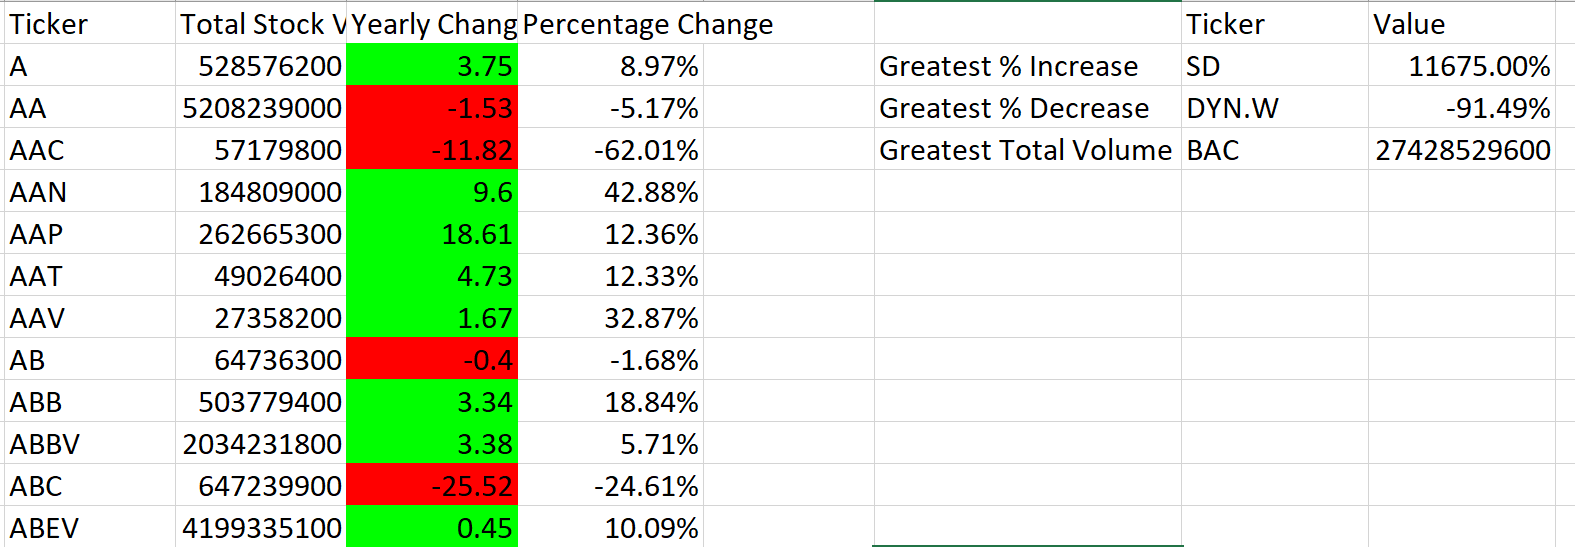 Ticker Total Stock V Yearly Chang Percentage Change Ticker Value
A 528576200 3.75 8.97% Greatest % Increase SD 11675.00%
AA 5208239000 -1.53 -5.17% Greatest % Decrease DYN.W -91.49%
AAC 57179800 -11.82 -62.01% Greatest Total Volume BAC 27428529600
AAN 184809000 9.6 42.88%
AAP 262665300 18.61 12.36%
AAT 49026400 4.73 12.33%
AAV 27358200 1.67 32.87%
AB 64736300 -0.4 -1.68%
ABB 503779400 3.34 18.84%
ABBV 2034231800 3.38 5.71%
ABC 647239900 -25.52 -24.61%
ABEV 4199335100 0.45 10.09%